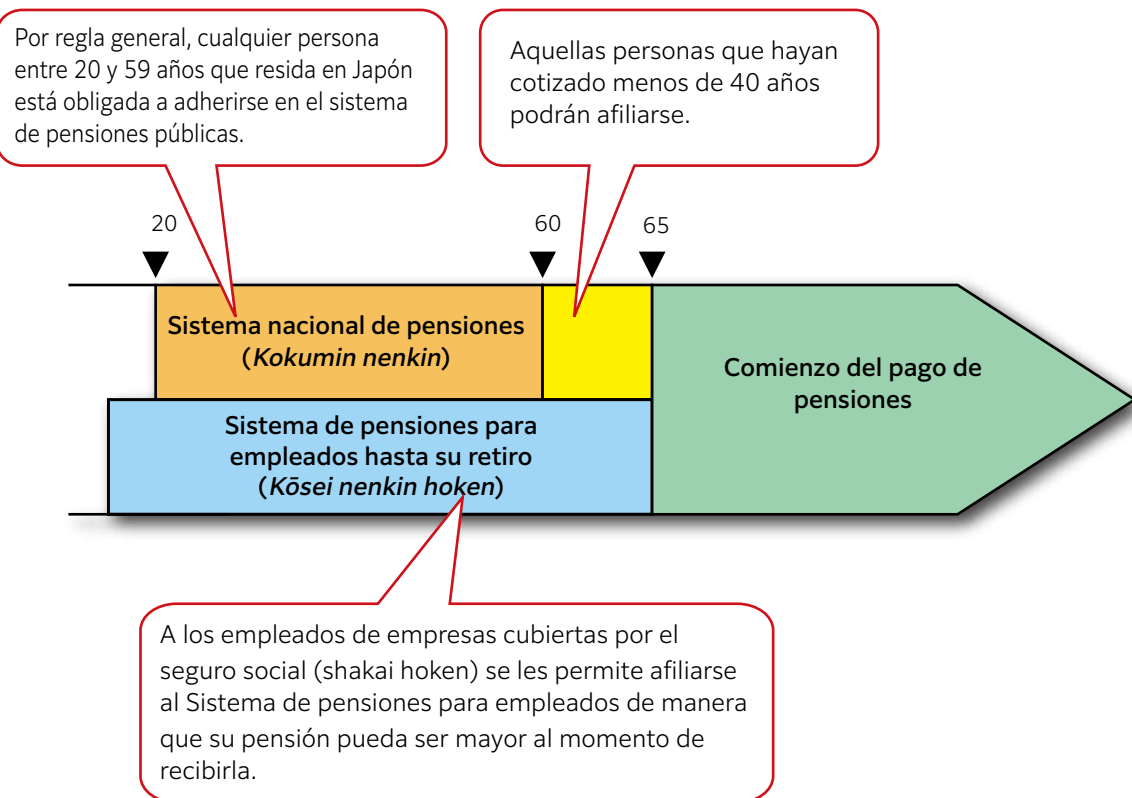 Por regla general, cualquier persona
entre 20 y 59 años que resida en Japón
está obligada a adherirse en el sistema
de pensiones públicas.
Aquellas personas que hayan
cotizado menos de 40 años
podrán afiliarse.
20
60
65
Sistema nacional de pensiones
(Kokumin nenkin)
Comienzo del pago de
pensiones
Sistema de pensiones para
empleados hasta su retiro
(Kōsei nenkin hoken)
A los empleados de empresas cubiertas por el
seguro social (shakai hoken) se les permite afiliarse
al Sistema de pensiones para empleados de manera
que su pensión pueda ser mayor al momento de
recibirla.